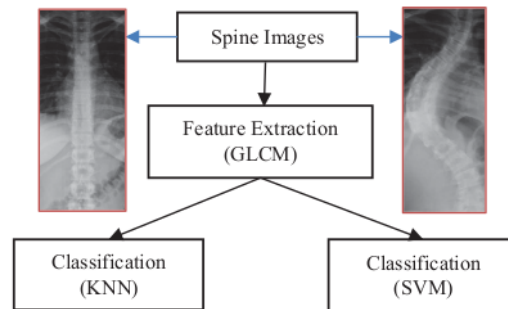 Spine Images
Feature Extraction
(GLCM)
Classification
(KNN)
Classification
(SVM)